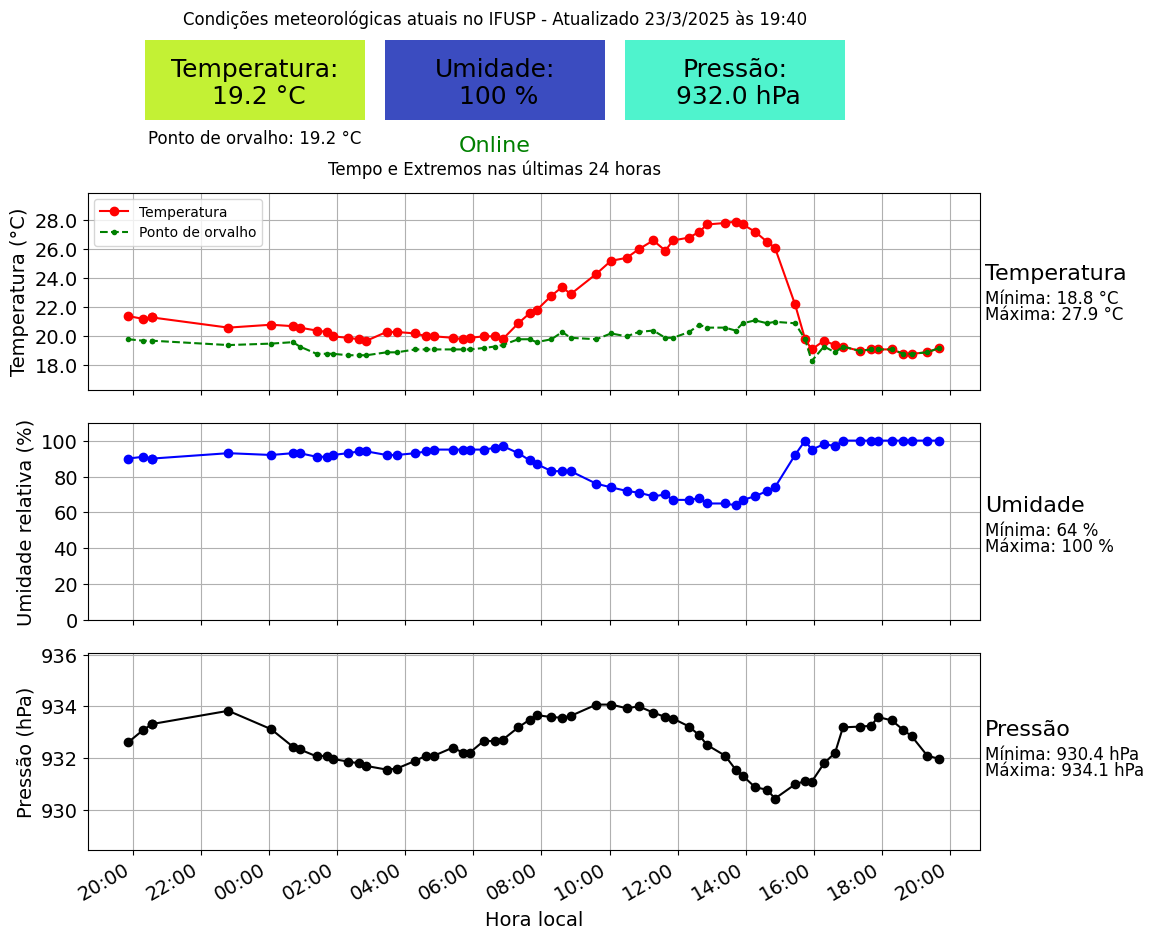 Condições meteorológicas atuais no IFUSP - Atualizado 23/3/2025 às 19:40
Temperatura:
19.2 °C
Umidade:
100 %
Pressão:
932.0 hPa
Ponto de orvalho: 19.2 °C
Online
Tempo e Extremos nas últimas 24 horas
Temperatura (°C)
28.0
26.0
24.0
22.0
20.0
18.0
Temperatura
Ponto de orvalho
Temperatura
Mínima: 18.8 °C
Máxima: 27.9 °C
Umidade relativa (%)
100
80
60
40
20
0
Umidade
Mínima: 64 %
Máxima: 100 %
Pressão (hPa)
936
934
932
930
Pressão
Mínima: 930.4 hPa
Máxima: 934.1 hPa
20:00 22:00 00:00 02:00 04:00 06:00 08:00 10:00 12:00 14:00 16:00 18:00 20:00
Hora local